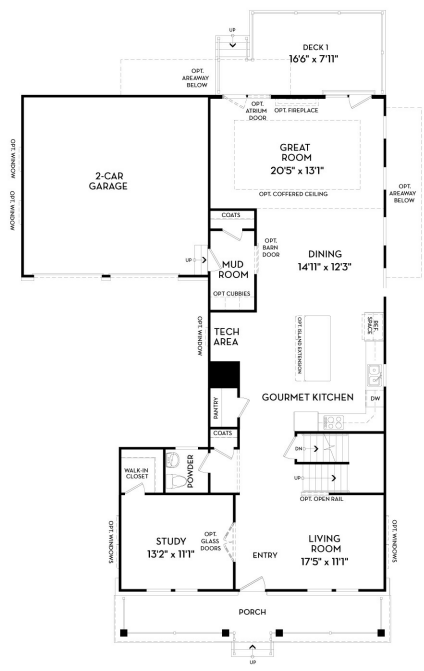 UP
DECK 1
16'6" x 7'11"
OPT.
AREAWAY
BELOW
OPT.
ATRIUM
DOOR
OPT. FIREPLACE
GREAT
ROOM
20'5" x 13'1"
OPT. COFFERED CEILING
OPT.
AREAWAY
BELOW
OPT. WINDOW
OPT. WINDOW
2-CAR
GARAGE
COATS
UP
MUD
ROOM
OPT.
BARN
DOOR
DINING
14'11" x 12'3"
OPT CUBBIES
OPT. WINDOW
TECH
AREA
OPT. ISLAND EXTENSION
REF.
SPACE
DW
GOURMET KITCHEN
PANTRY
COATS
DN
UP
OPT. OPEN RAIL
WALK-IN
CLOSET
POWDER
OPT. WINDOWS
STUDY
13'2" x 11'1"
OPT.
GLASS
DOORS
ENTRY
LIVING
ROOM
17'5" x 11'1"
OPT. WINDOWS
PORCH
UP